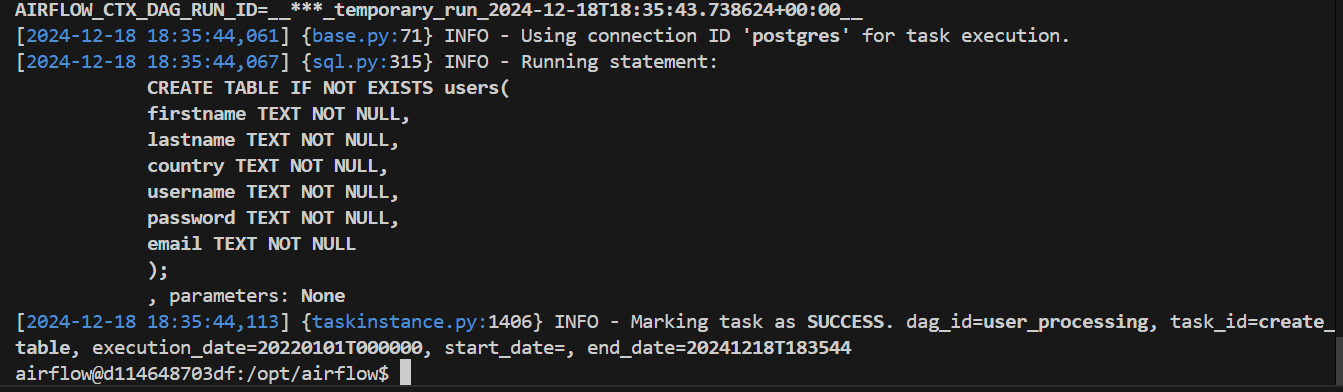 AIRFLOW_CTX_DAG_RUN_ID=__***_temporary_run_2024-12-18T18:35:43.738624+00:00__
[2024-12-18 18:35:44,061] {base.py:71} INFO - Using connection ID 'postgres' for task execution.
[2024-12-18 18:35:44,067] {sql.py:315} INFO - Running statement:
CREATE TABLE IF NOT EXISTS users(
firstname TEXT NOT NULL,
lastname TEXT NOT NULL,
country TEXT NOT NULL,
username TEXT NOT NULL,
password TEXT NOT NULL,
email TEXT NOT NULL
);
, parameters: None
[2024-12-18 18:35:44,113] {taskinstance.py:1406} INFO - Marking task as SUCCESS. dag_id=user_processing, task_id=create_
table, execution_date=20220101T000000, start_date=, end_date=20241218T183544
airflow@d114648703df:/opt/airflow$